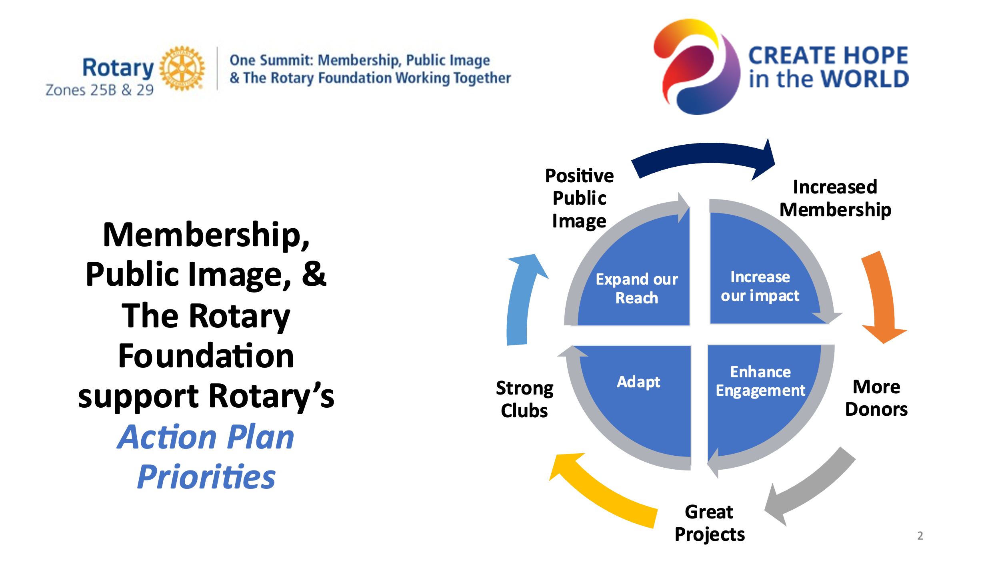 Rotary
Zones 25B & 29
ROTARY
INTERNATIONAL
One Summit: Membership, Public Image
& The Rotary Foundation Working Together
CREATE HOPE
in the WORLD
Membership,
Public Image, &
The Rotary
Foundation
support Rotary’s
Action Plan
Priorities
Positive
Public
Image
Increased
Membership
Expand our
Reach
Increase
our impact
Adapt
Enhance
Engagement
Strong
Clubs
More
Donors
Great
Projects
2